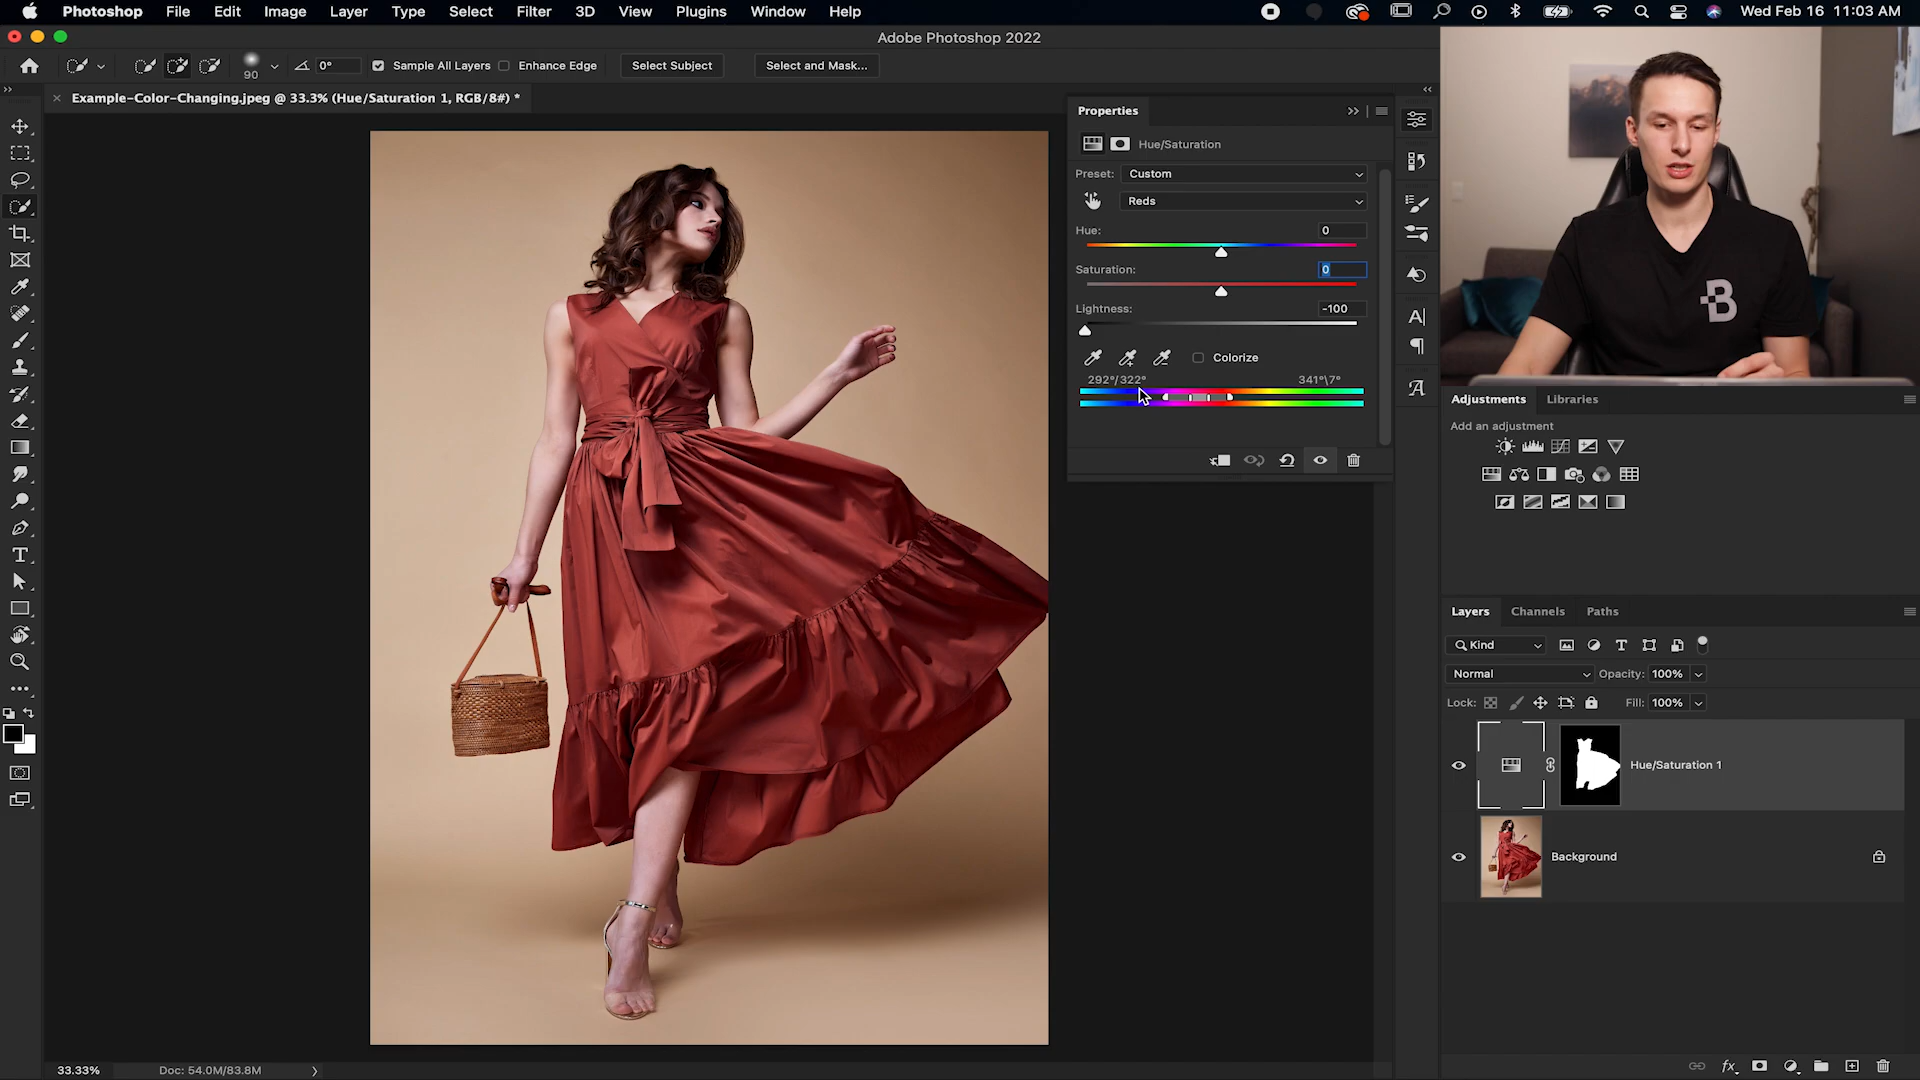 Photoshop File Edit Image Layer Type Select Filter 3D View Plugins Window Help Wed Feb 16 11:03 AM
Adobe Photoshop 2022
90 0° Sample All Layers Enhance Edge Select Subject Select and Mask...
Example-Color-Changing.jpeg @ 33.3% (Hue/Saturation 1, RGB/8#) *
Properties
Hue/Saturation
Preset: Custom
Reds
Hue: 0
Saturation: 0
Lightness: -100
Colorize
292°/322° 341°\7°
B
Adjustments Libraries
Add an adjustment
Layers Channels Paths
Kind
Normal Opacity: 100%
Lock: Fill: 100%
Hue/Saturation 1
Background
33.33% Doc: 54.0M/83.8M